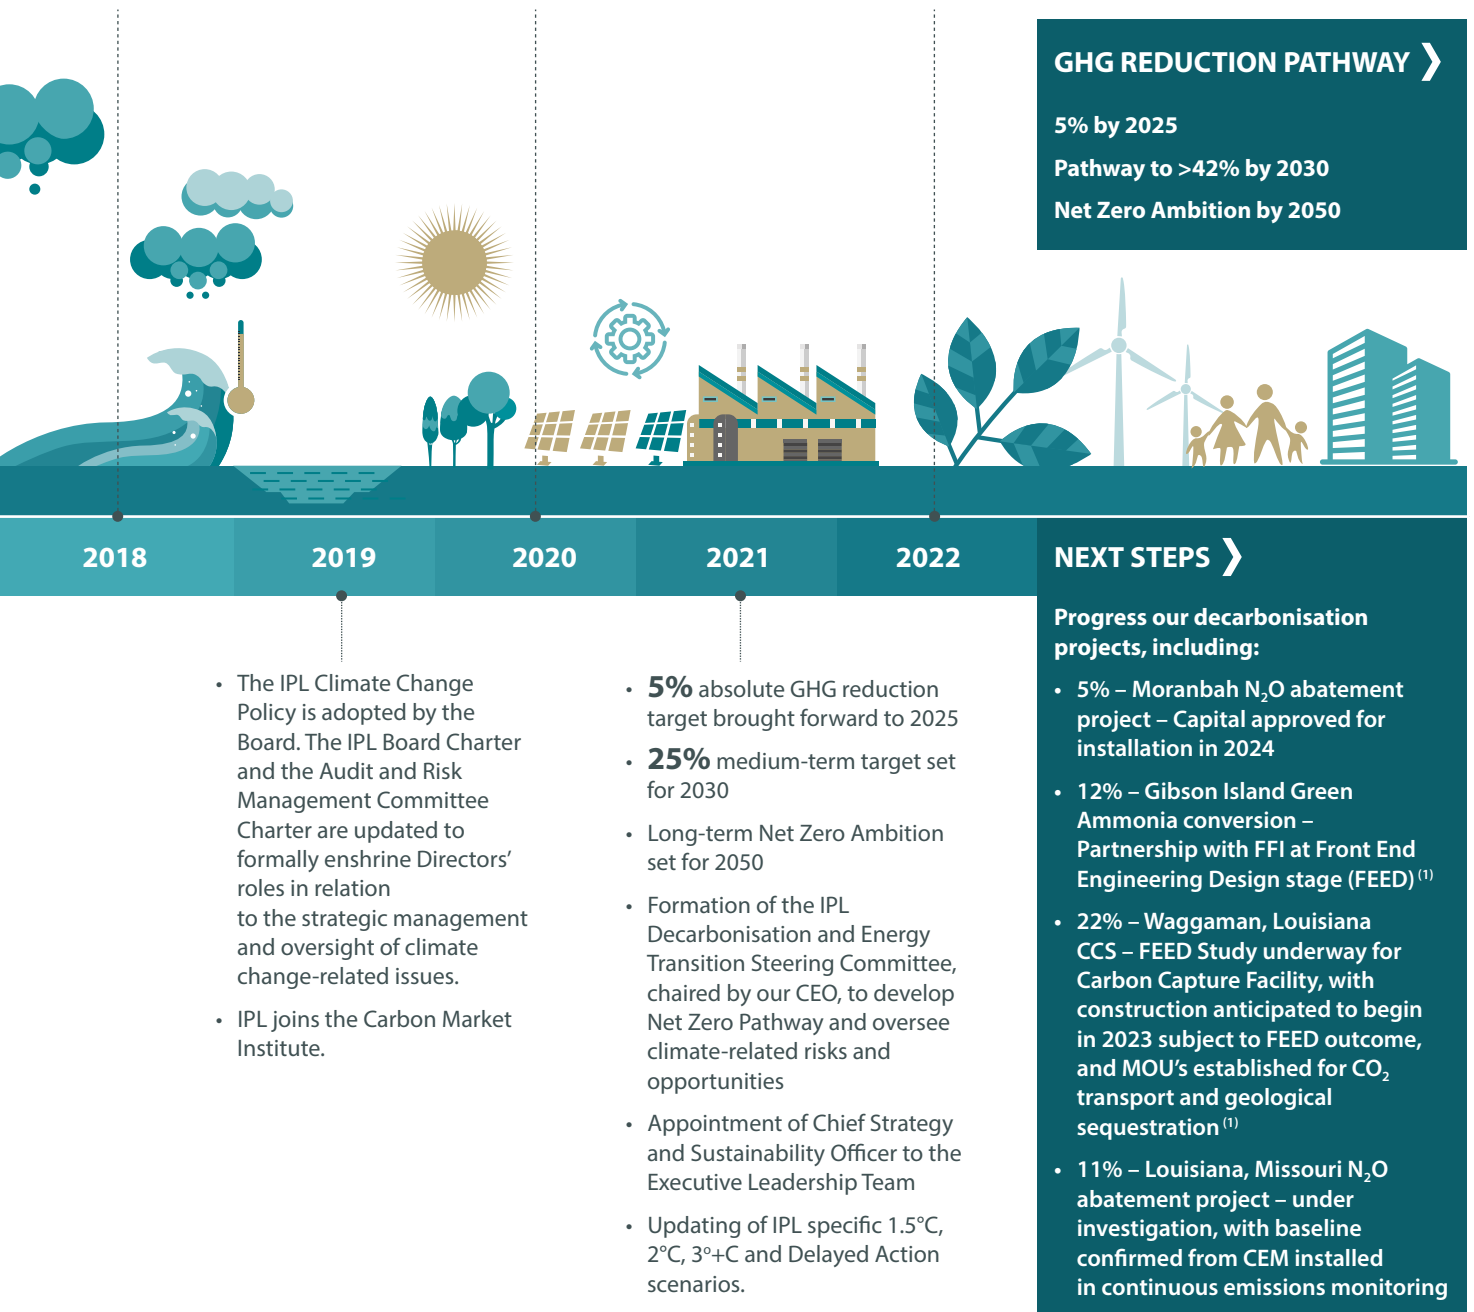 GHG REDUCTION PATHWAY ❯
5% by 2025
Pathway to >42% by 2030
Net Zero Ambition by 2050
2018
2019
2020
2021
2022
• The IPL Climate Change
Policy is adopted by the
Board. The IPL Board Charter
and the Audit and Risk
Management Committee
Charter are updated to
formally enshrine Directors’
roles in relation
to the strategic management
and oversight of climate
change-related issues.
• IPL joins the Carbon Market
Institute.
• 5% absolute GHG reduction
target brought forward to 2025
• 25% medium-term target set
for 2030
• Long-term Net Zero Ambition
set for 2050
• Formation of the IPL
Decarbonisation and Energy
Transition Steering Committee,
chaired by our CEO, to develop
Net Zero Pathway and oversee
climate-related risks and
opportunities
• Appointment of Chief Strategy
and Sustainability Officer to the
Executive Leadership Team
• Updating of IPL specific 1.5°C,
2°C, 3º+C and Delayed Action
scenarios.
NEXT STEPS ❯
Progress our decarbonisation
projects, including:
• 5% – Moranbah N₂O abatement
project – Capital approved for
installation in 2024
• 12% – Gibson Island Green
Ammonia conversion –
Partnership with FFI at Front End
Engineering Design stage (FEED) (1)
• 22% – Waggaman, Louisiana
CCS – FEED Study underway for
Carbon Capture Facility, with
construction anticipated to begin
in 2023 subject to FEED outcome,
and MOU’s established for CO₂
transport and geological
sequestration (1)
• 11% – Louisiana, Missouri N₂O
abatement project – under
investigation, with baseline
confirmed from CEM installed
in continuous emissions monitoring